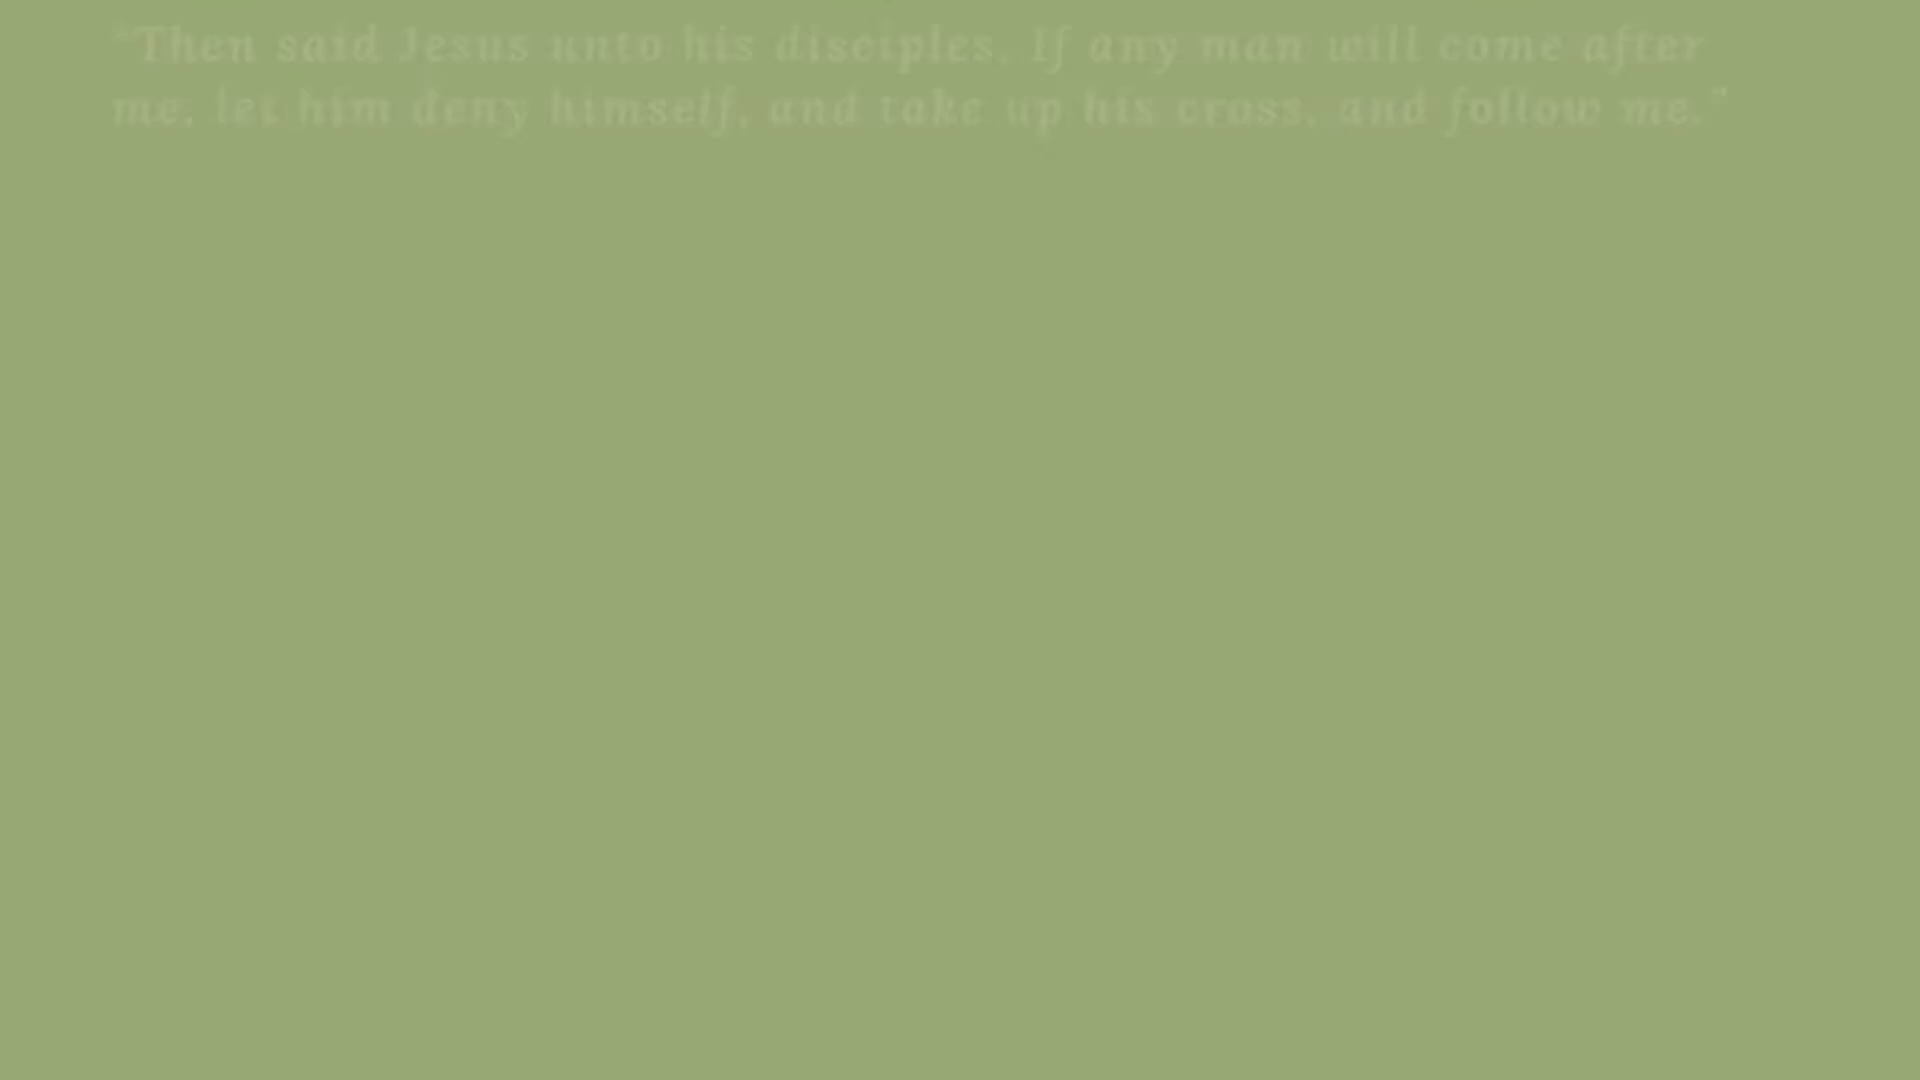 "Then said Jesus unto his disciples, If any man will come after
me, let him deny himself, and take up his cross, and follow me."